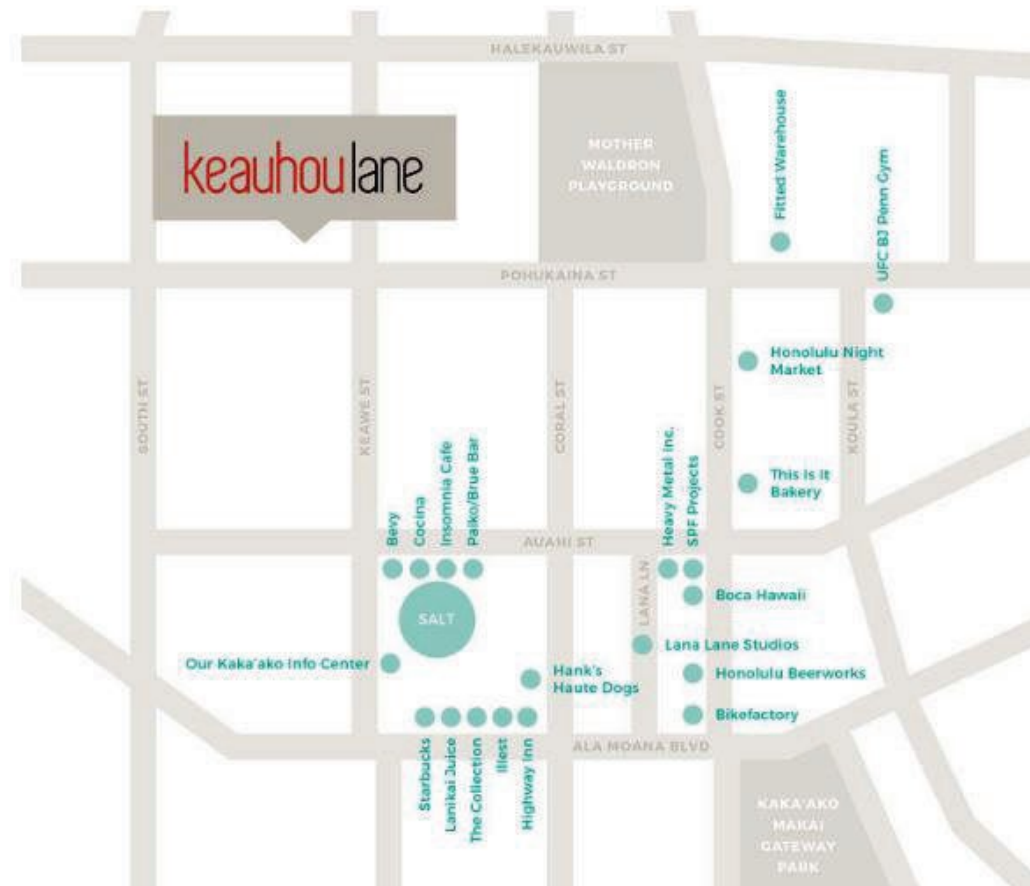 HALEKAUWILA ST
keauhoulane
MOTHER
WALDRON
PLAYGROUND
Fitted Warehouse
UFC BJ Penn Gym
POHUKAINA ST
Honolulu Night
Market
SOUTH ST
KEAWE ST
CORAL ST
COOK ST
KOULA ST
This Is It
Bakery
Bevy
Cocina
Insomnia Cafe
Paiko/Brue Bar
Heavy Metal Inc.
SPF Projects
AUAHI ST
LANA LN
Boca Hawaii
SALT
Lana Lane Studios
Our Kaka'ako Info Center
Hank's
Haute Dogs
Honolulu Beerworks
Bikefactory
ALA MOANA BLVD
Starbucks
Lanikai Juice
The Collection
Illest
Highway Inn
KAKA'AKO
MAKAI
GATEWAY
PARK